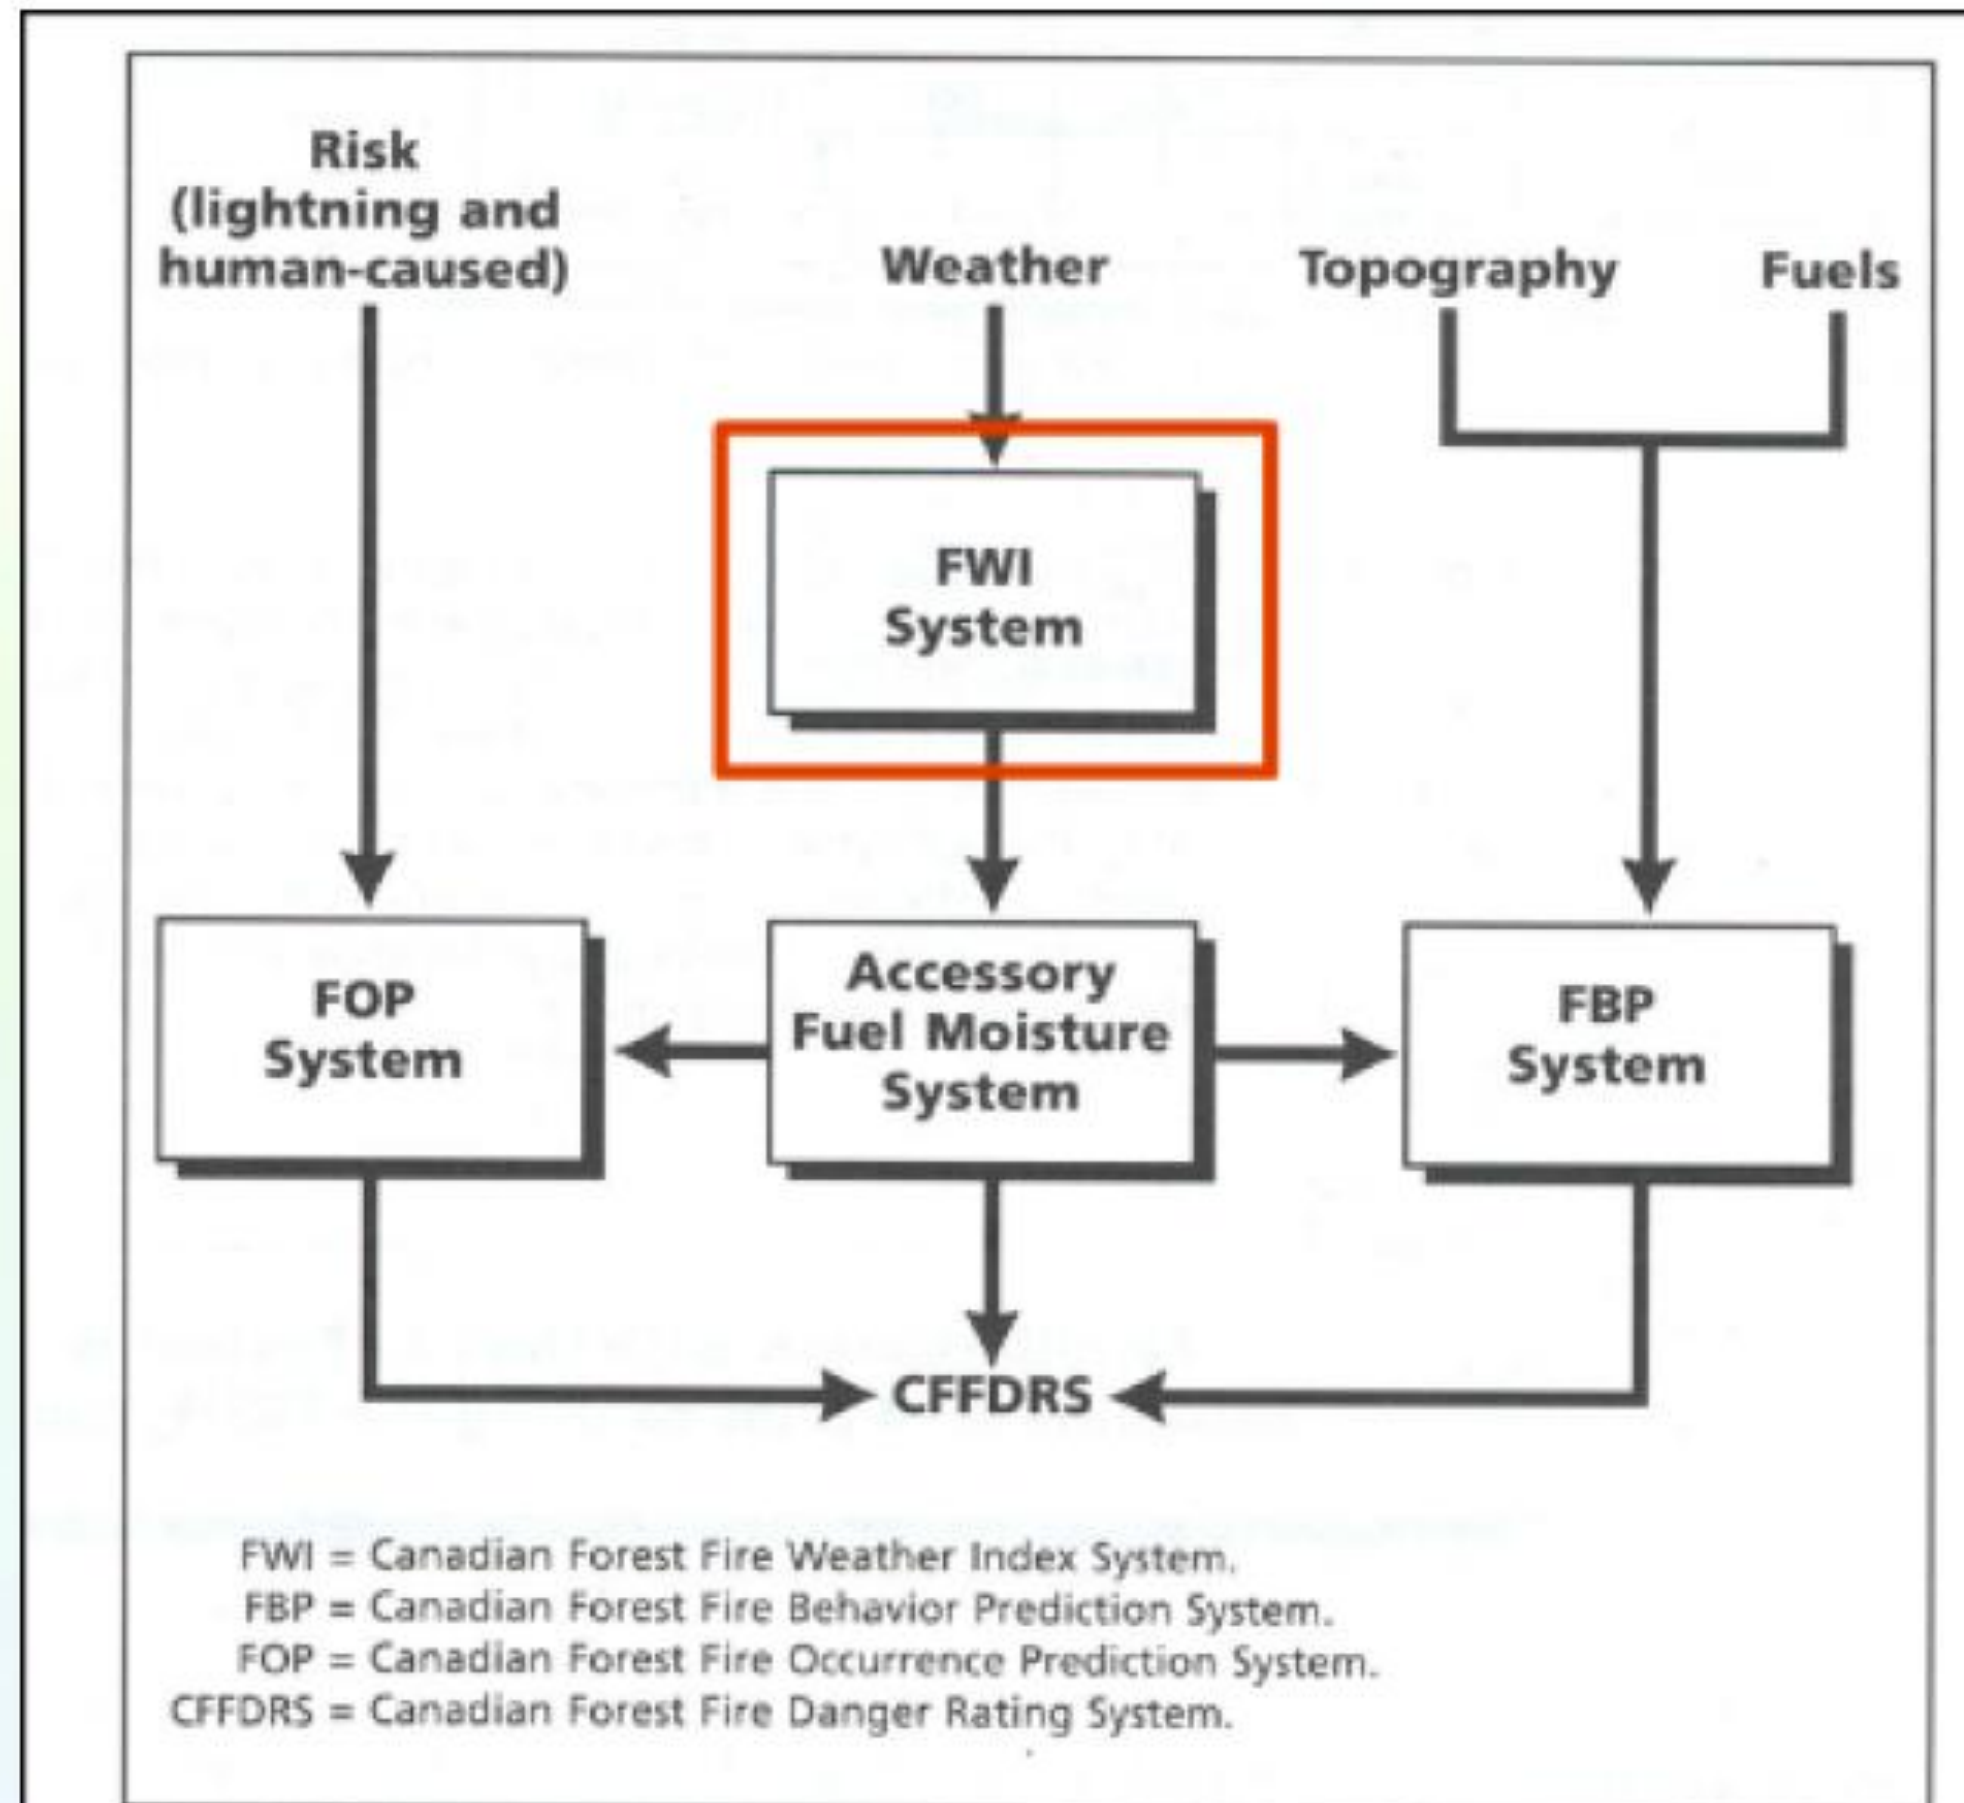 Risk
(lightning and
human-caused)
Weather
Topography
Fuels
FWI
System
FOP
System
Accessory
Fuel Moisture
System
FBP
System
CFFDRS
FWI = Canadian Forest Fire Weather Index System.
FBP = Canadian Forest Fire Behavior Prediction System.
FOP = Canadian Forest Fire Occurrence Prediction System.
CFFDRS = Canadian Forest Fire Danger Rating System.